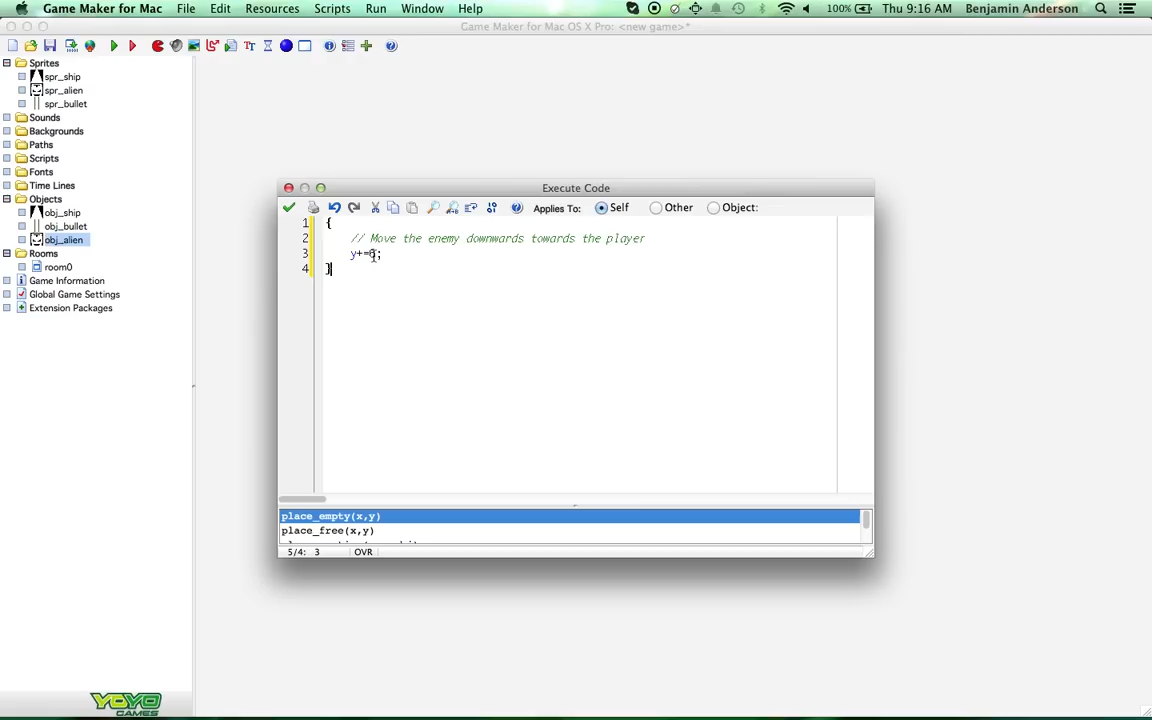 Game Maker for Mac File Edit Resources Scripts Run Window Help 100% Thu 9:16 AM Benjamin Anderson
Game Maker for Mac OS X Pro: <new game>*
Sprites
spr_ship
spr_alien
spr_bullet
Sounds
Backgrounds
Paths
Scripts
Fonts
Time Lines
Objects
obj_ship
obj_bullet
obj_alien
Rooms
room0
Game Information
Global Game Settings
Extension Packages
Execute Code
Applies To: Self Other Object:
1 {
2 // Move the enemy downwards towards the player
3 y+=6;
4 }
place_empty(x,y)
place_free(x,y)
5/4: 3 OVR
YOYO
GAMES